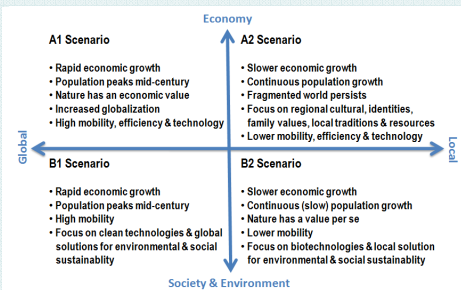 Economy
A1 Scenario
• Rapid economic growth
• Population peaks mid-century
• Nature has an economic value
• Increased globalization
• High mobility, efficiency & technology
A2 Scenario
• Slower economic growth
• Continuous population growth
• Fragmented world persists
• Focus on regional cultural, identities,
family values, local traditions & resources
• Lower mobility, efficiency & technology
Global
Local
B1 Scenario
• Rapid economic growth
• Population peaks mid-century
• High mobility
• Focus on clean technologies & global
solutions for environmental & social
sustainablity
B2 Scenario
• Slower economic growth
• Continuous (slow) population growth
• Nature has a value per se
• Lower mobility
• Focus on biotechnologies & local solution
for environmental & social sustainablity
Society & Environment